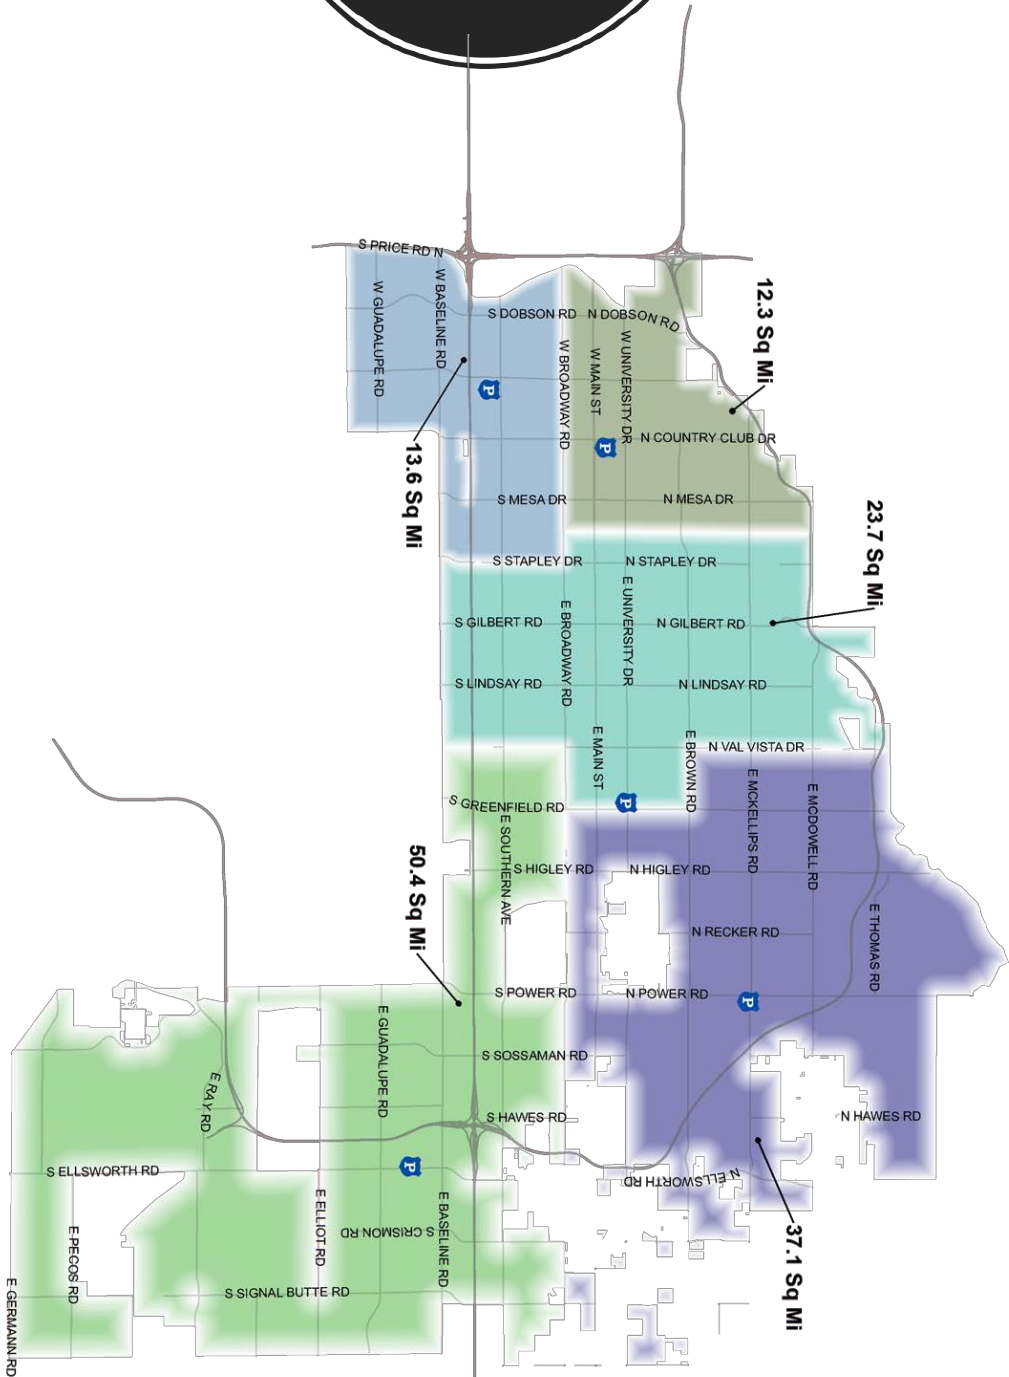 S PRICE RD N
W BASELINE RD
W GUADALUPE RD
S DOBSON RD
N DOBSON RD
12.3 Sq Mi
W BROADWAY RD
W MAIN ST
W UNIVERSITY DR
P
P
N COUNTRY CLUB DR
13.6 Sq Mi
S MESA DR
N MESA DR
23.7 Sq Mi
S STAPLEY DR
N STAPLEY DR
E UNIVERSITY DR
E BROADWAY RD
S GILBERT RD
N GILBERT RD
S LINDSAY RD
N LINDSAY RD
E MAIN ST
E BROWN RD
N VAL VISTA DR
E MCKELLIPS RD
E MCDOWELL RD
S GREENFIELD RD
P
E SOUTHERN AVE
50.4 Sq Mi
S HIGLEY RD
N HIGLEY RD
N RECKER RD
E THOMAS RD
S POWER RD
N POWER RD
P
E GUADALUPE RD
S SOSSAMAN RD
E RAY RD
S HAWES RD
N HAWES RD
S ELLSWORTH RD
P
N ELLSWORTH RD
E ELLIOT RD
E BASELINE RD
S CRISMON RD
37.1 Sq Mi
E PECOS RD
S SIGNAL BUTTE RD
E GERMANN RD